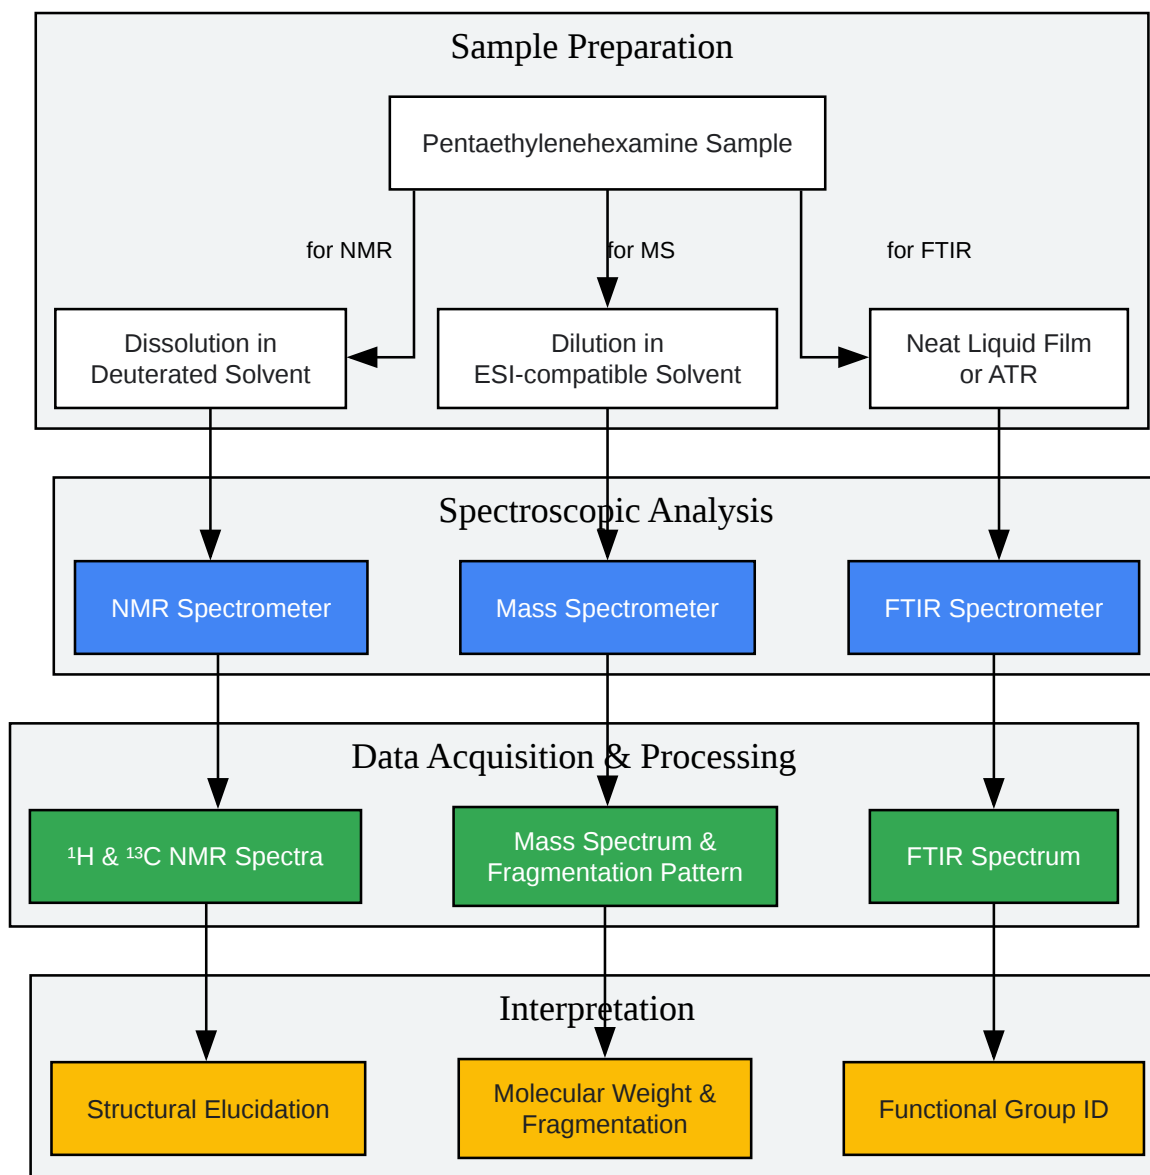 Sample Preparation
Pentaethylenehexamine Sample
for NMR
for MS
for FTIR
Dissolution in
Deuterated Solvent
Dilution in
ESI-compatible Solvent
Neat Liquid Film
or ATR
Spectroscopic Analysis
NMR Spectrometer
Mass Spectrometer
FTIR Spectrometer
Data Acquisition & Processing
¹H & ¹³C NMR Spectra
Mass Spectrum &
Fragmentation Pattern
FTIR Spectrum
Interpretation
Structural Elucidation
Molecular Weight &
Fragmentation
Functional Group ID